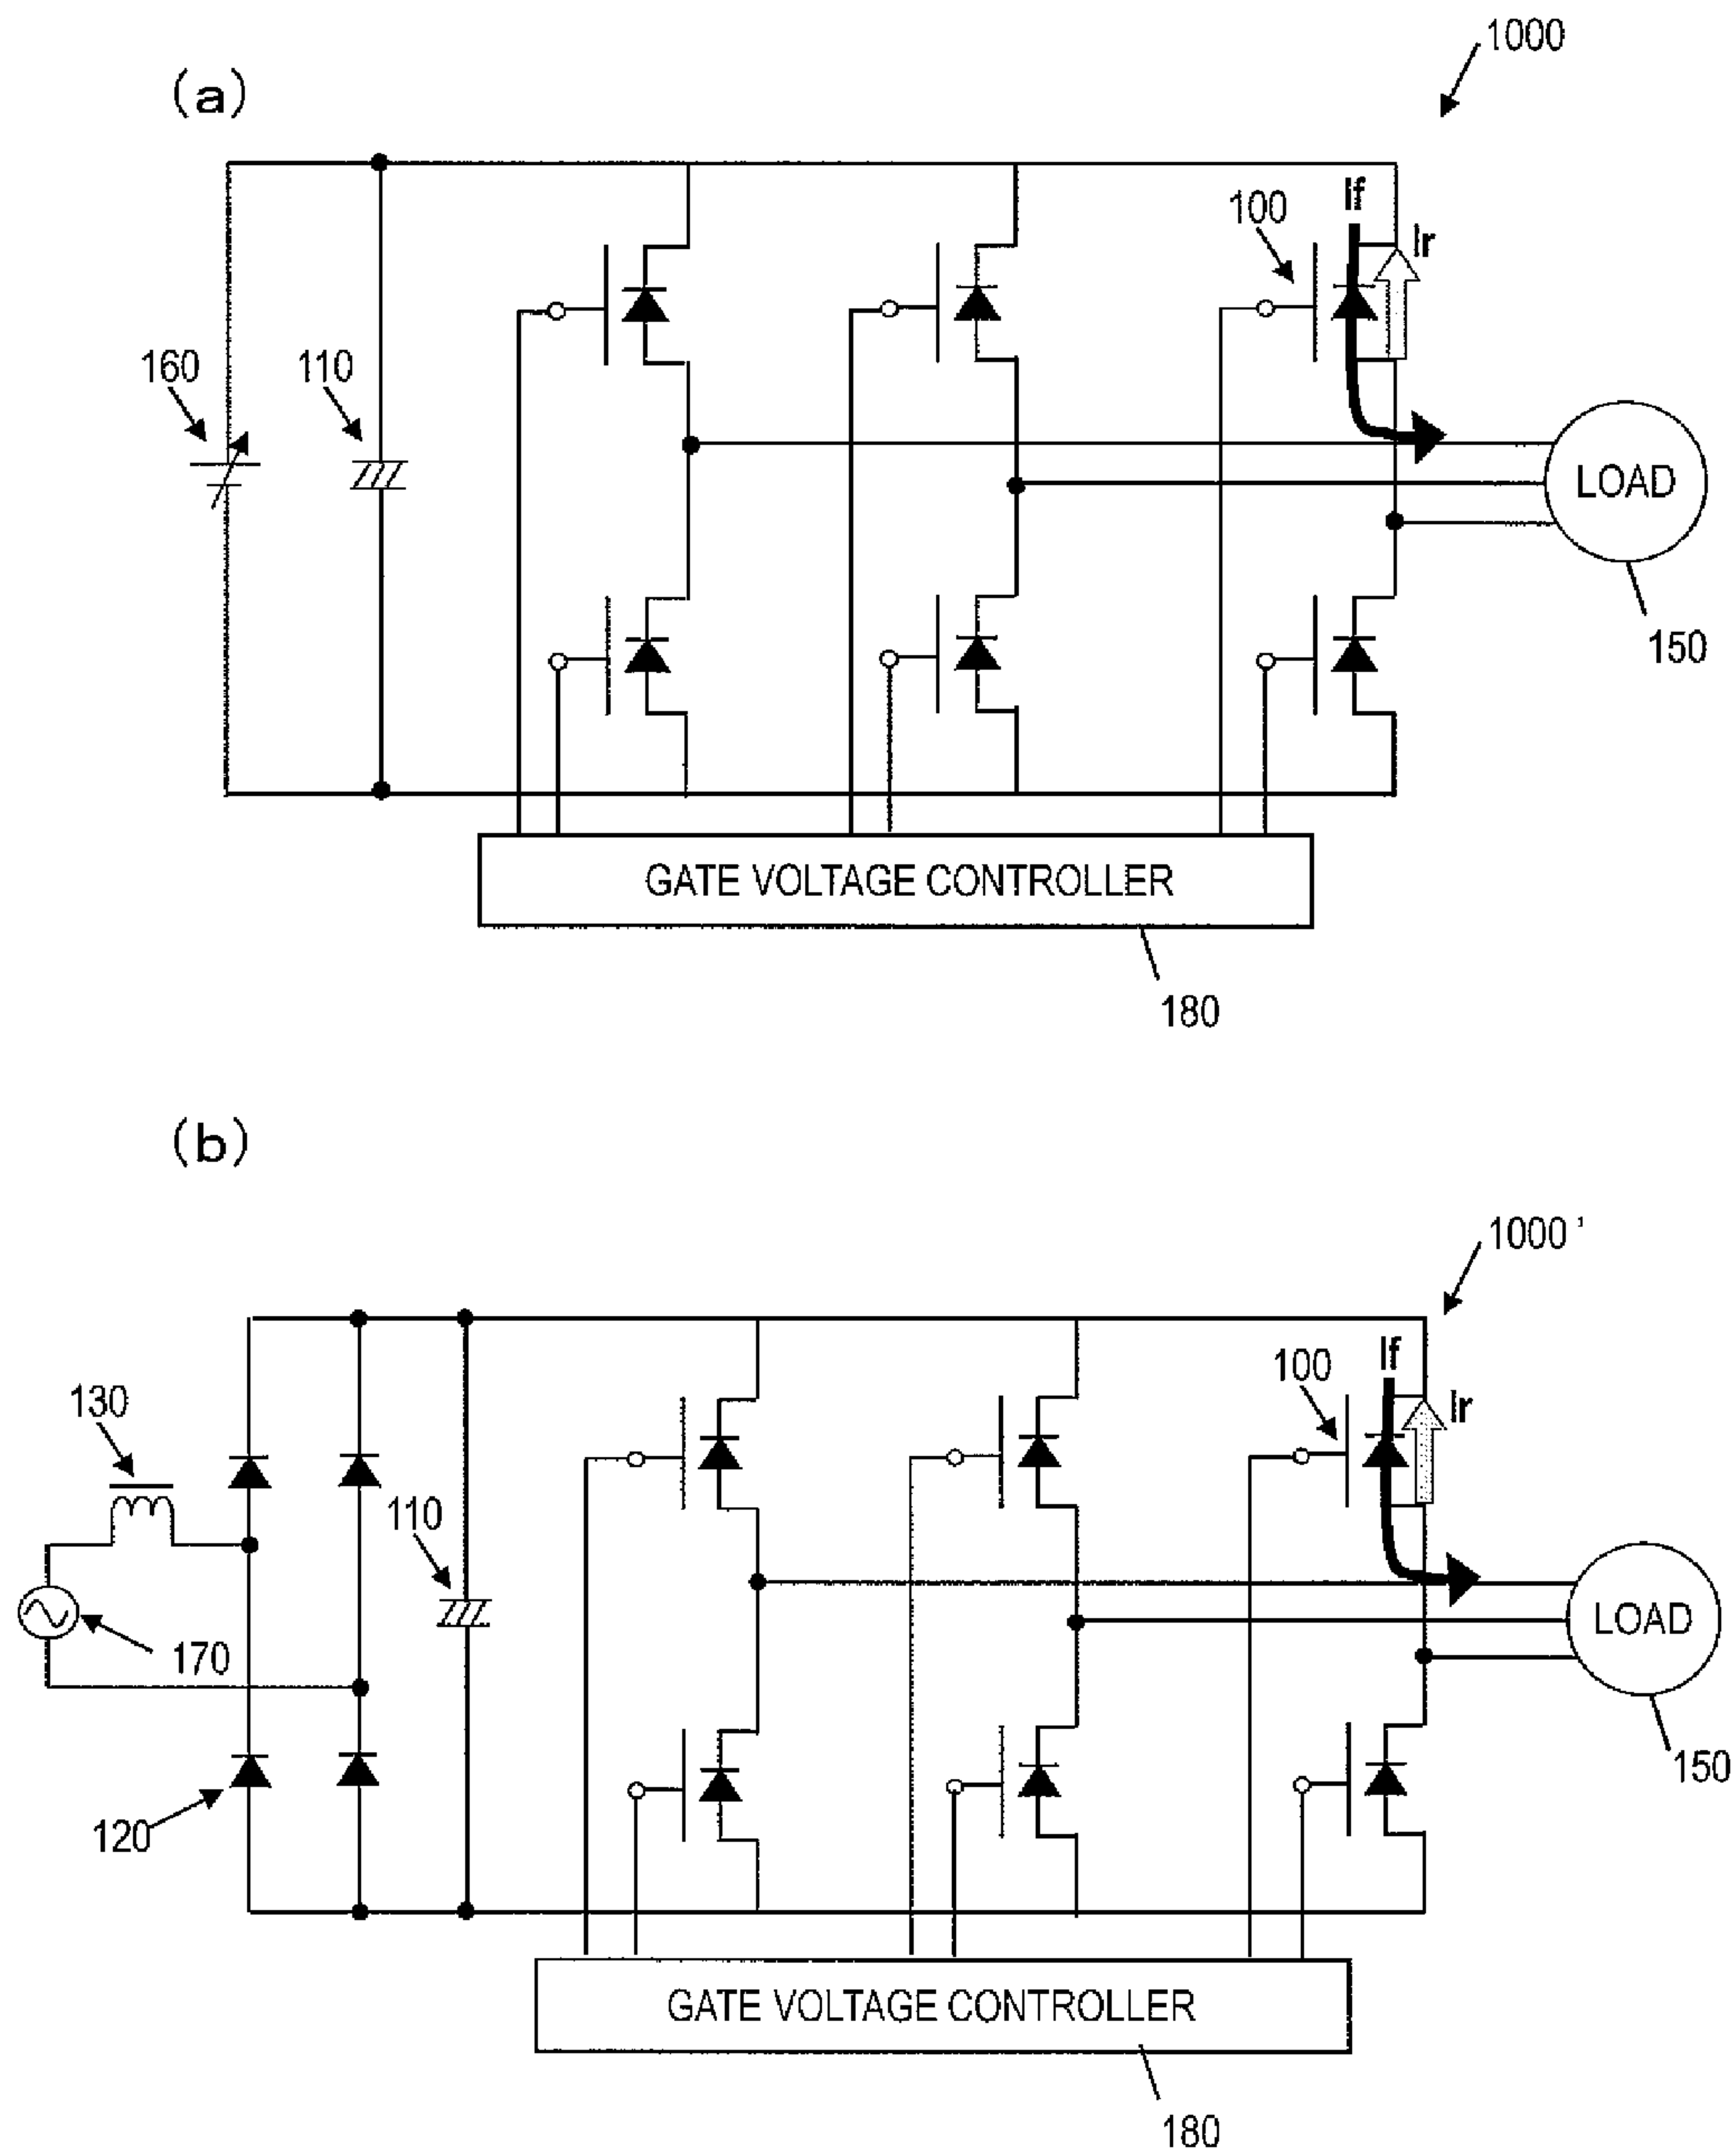 (a)
1000
100
If
Ir
160
110
LOAD
150
GATE VOLTAGE CONTROLLER
180
(b)
1000'
130
100
If
Ir
110
170
LOAD
150
120
GATE VOLTAGE CONTROLLER
180